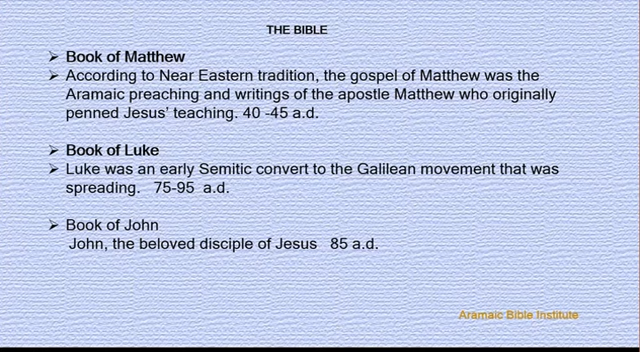 THE BIBLE
➢ Book of Matthew
➢ According to Near Eastern tradition, the gospel of Matthew was the
Aramaic preaching and writings of the apostle Matthew who originally
penned Jesus' teaching. 40 -45 a.d.
➢ Book of Luke
➢ Luke was an early Semitic convert to the Galilean movement that was
spreading. 75-95 a.d.
➢ Book of John
John, the beloved disciple of Jesus 85 a.d.
Aramaic Bible Institute